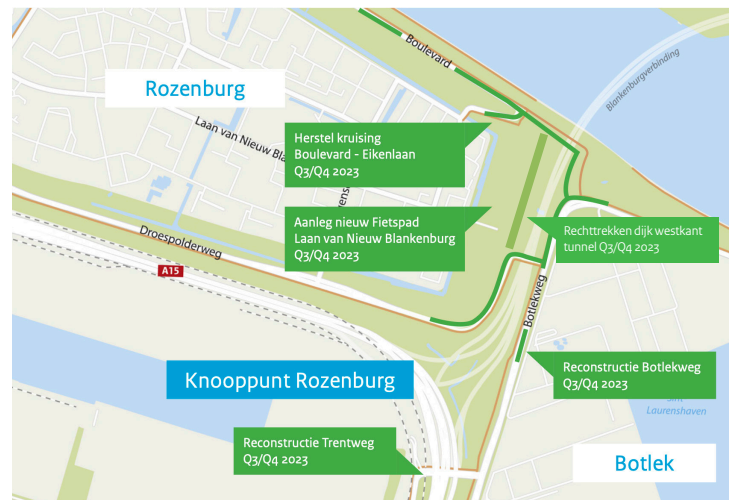 Boulevard
Rozenburg
Blankenburgverbinding
Laan van Nieuw Blan
Herstel kruising
Boulevard - Eikenlaan
Q3/Q4 2023
Aanleg nieuw Fietspad
Laan van Nieuw Blankenburg
Q3/Q4 2023
Rechttrekken dijk westkant
tunnel Q3/Q4 2023
Droespolderweg
A15
Botlekweg
Knooppunt Rozenburg
Reconstructie Botlekweg
Q3/Q4 2023
Laurenshaven
Reconstructie Trentweg
Q3/Q4 2023
Botlek